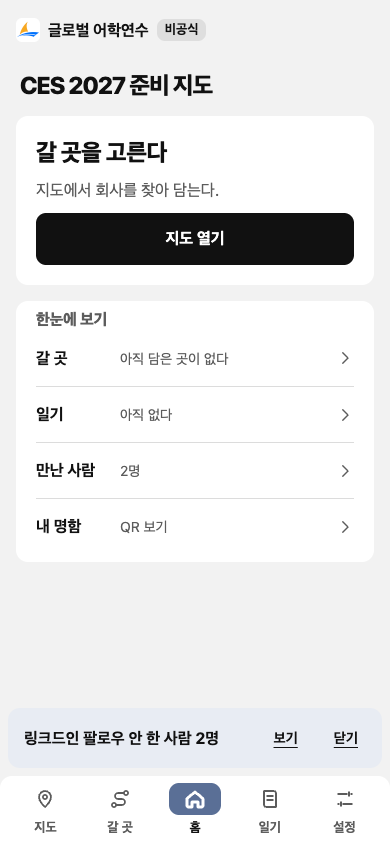 글로벌 어학연수 비공식
CES 2027 준비 지도
갈 곳을 고른다
지도에서 회사를 찾아 담는다.
지도 열기
한눈에 보기
갈 곳 아직 담은 곳이 없다
일기 아직 없다
만난 사람 2명
내 명함 QR 보기
링크드인 팔로우 안 한 사람 2명 보기 닫기
지도 갈 곳 홈 일기 설정